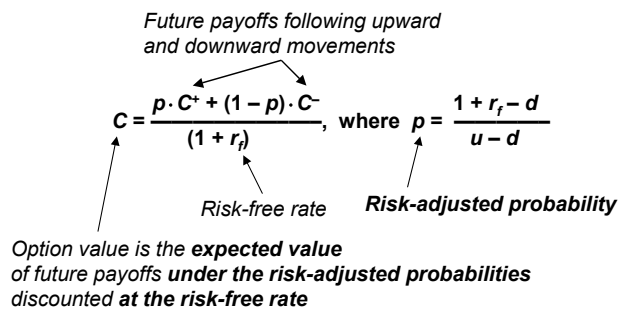 Future payoffs following upward
and downward movements
C = p · C⁺ + (1 – p) · C⁻ / (1 + r_f), where p = 1 + r_f – d / u – d
Risk-free rate
Risk-adjusted probability
Option value is the expected value
of future payoffs under the risk-adjusted probabilities
discounted at the risk-free rate